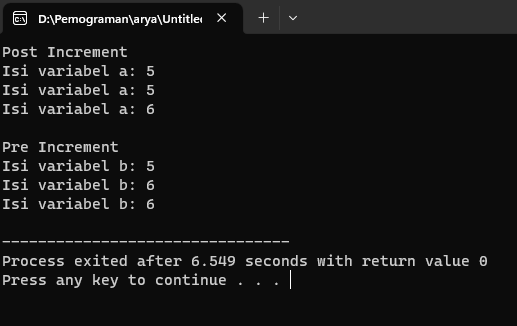 D:\Pemograman\arya\Untitle
Post Increment
Isi variabel a: 5
Isi variabel a: 5
Isi variabel a: 6
Pre Increment
Isi variabel b: 5
Isi variabel b: 6
Isi variabel b: 6
--------------------------------
Process exited after 6.549 seconds with return value 0
Press any key to continue . . .